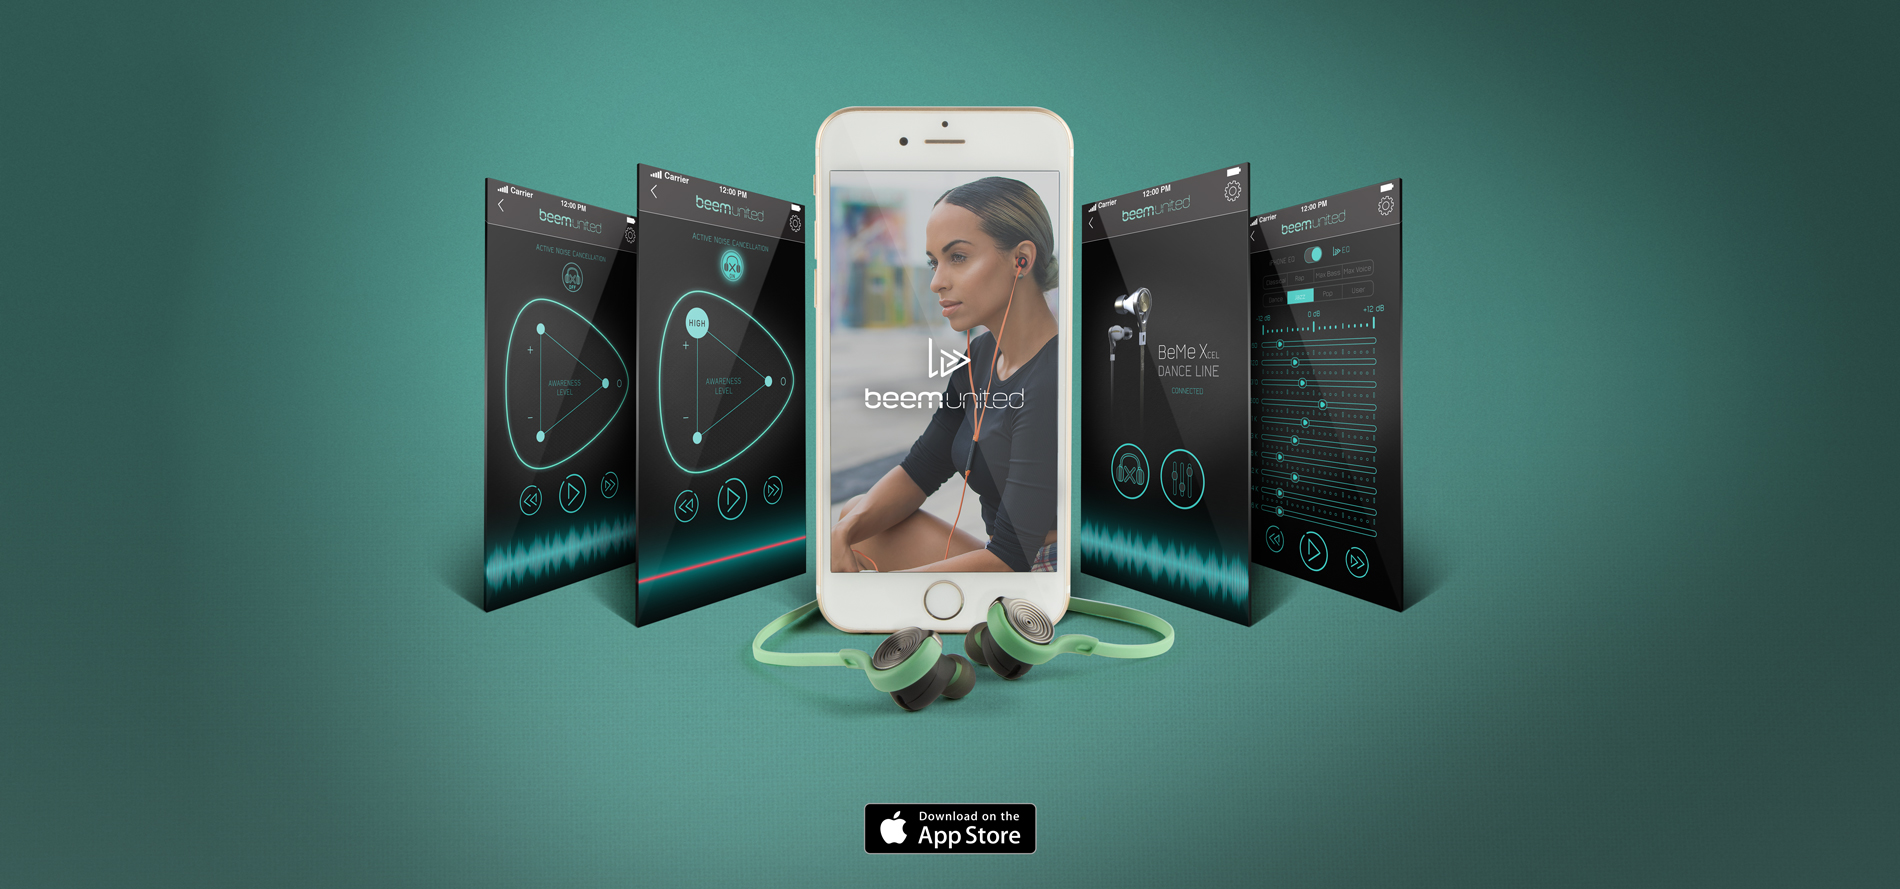 Carrier
12:00 PM
beemunited
ACTIVE NOISE CANCELLATION
OFF
+
AWARENESS
LEVEL
0
−
Carrier
12:00 PM
beemunited
ACTIVE NOISE CANCELLATION
ON
HIGH
+
AWARENESS
LEVEL
0
−
beemunited
Carrier
12:00 PM
beemunited
BeMe XCEL
DANCE LINE
CONNECTED
Carrier
12:00 PM
beemunited
EQ
Rap
Max Bass
Max Voice
Dance
Jazz
Pop
User
-12 dB
0 dB
+12 dB
Download on the
App Store